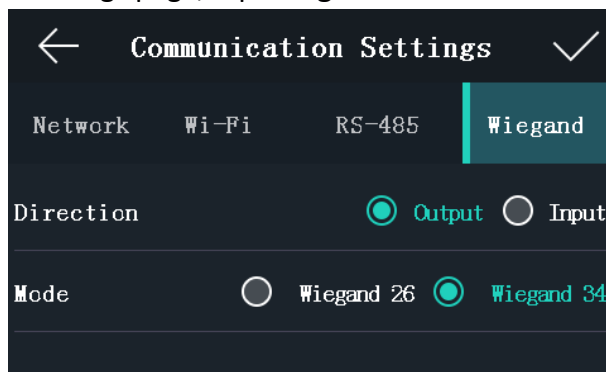 Communication Settings
Network Wi-Fi RS-485 Wiegand
Direction Output Input
Mode Wiegand 26 Wiegand 34